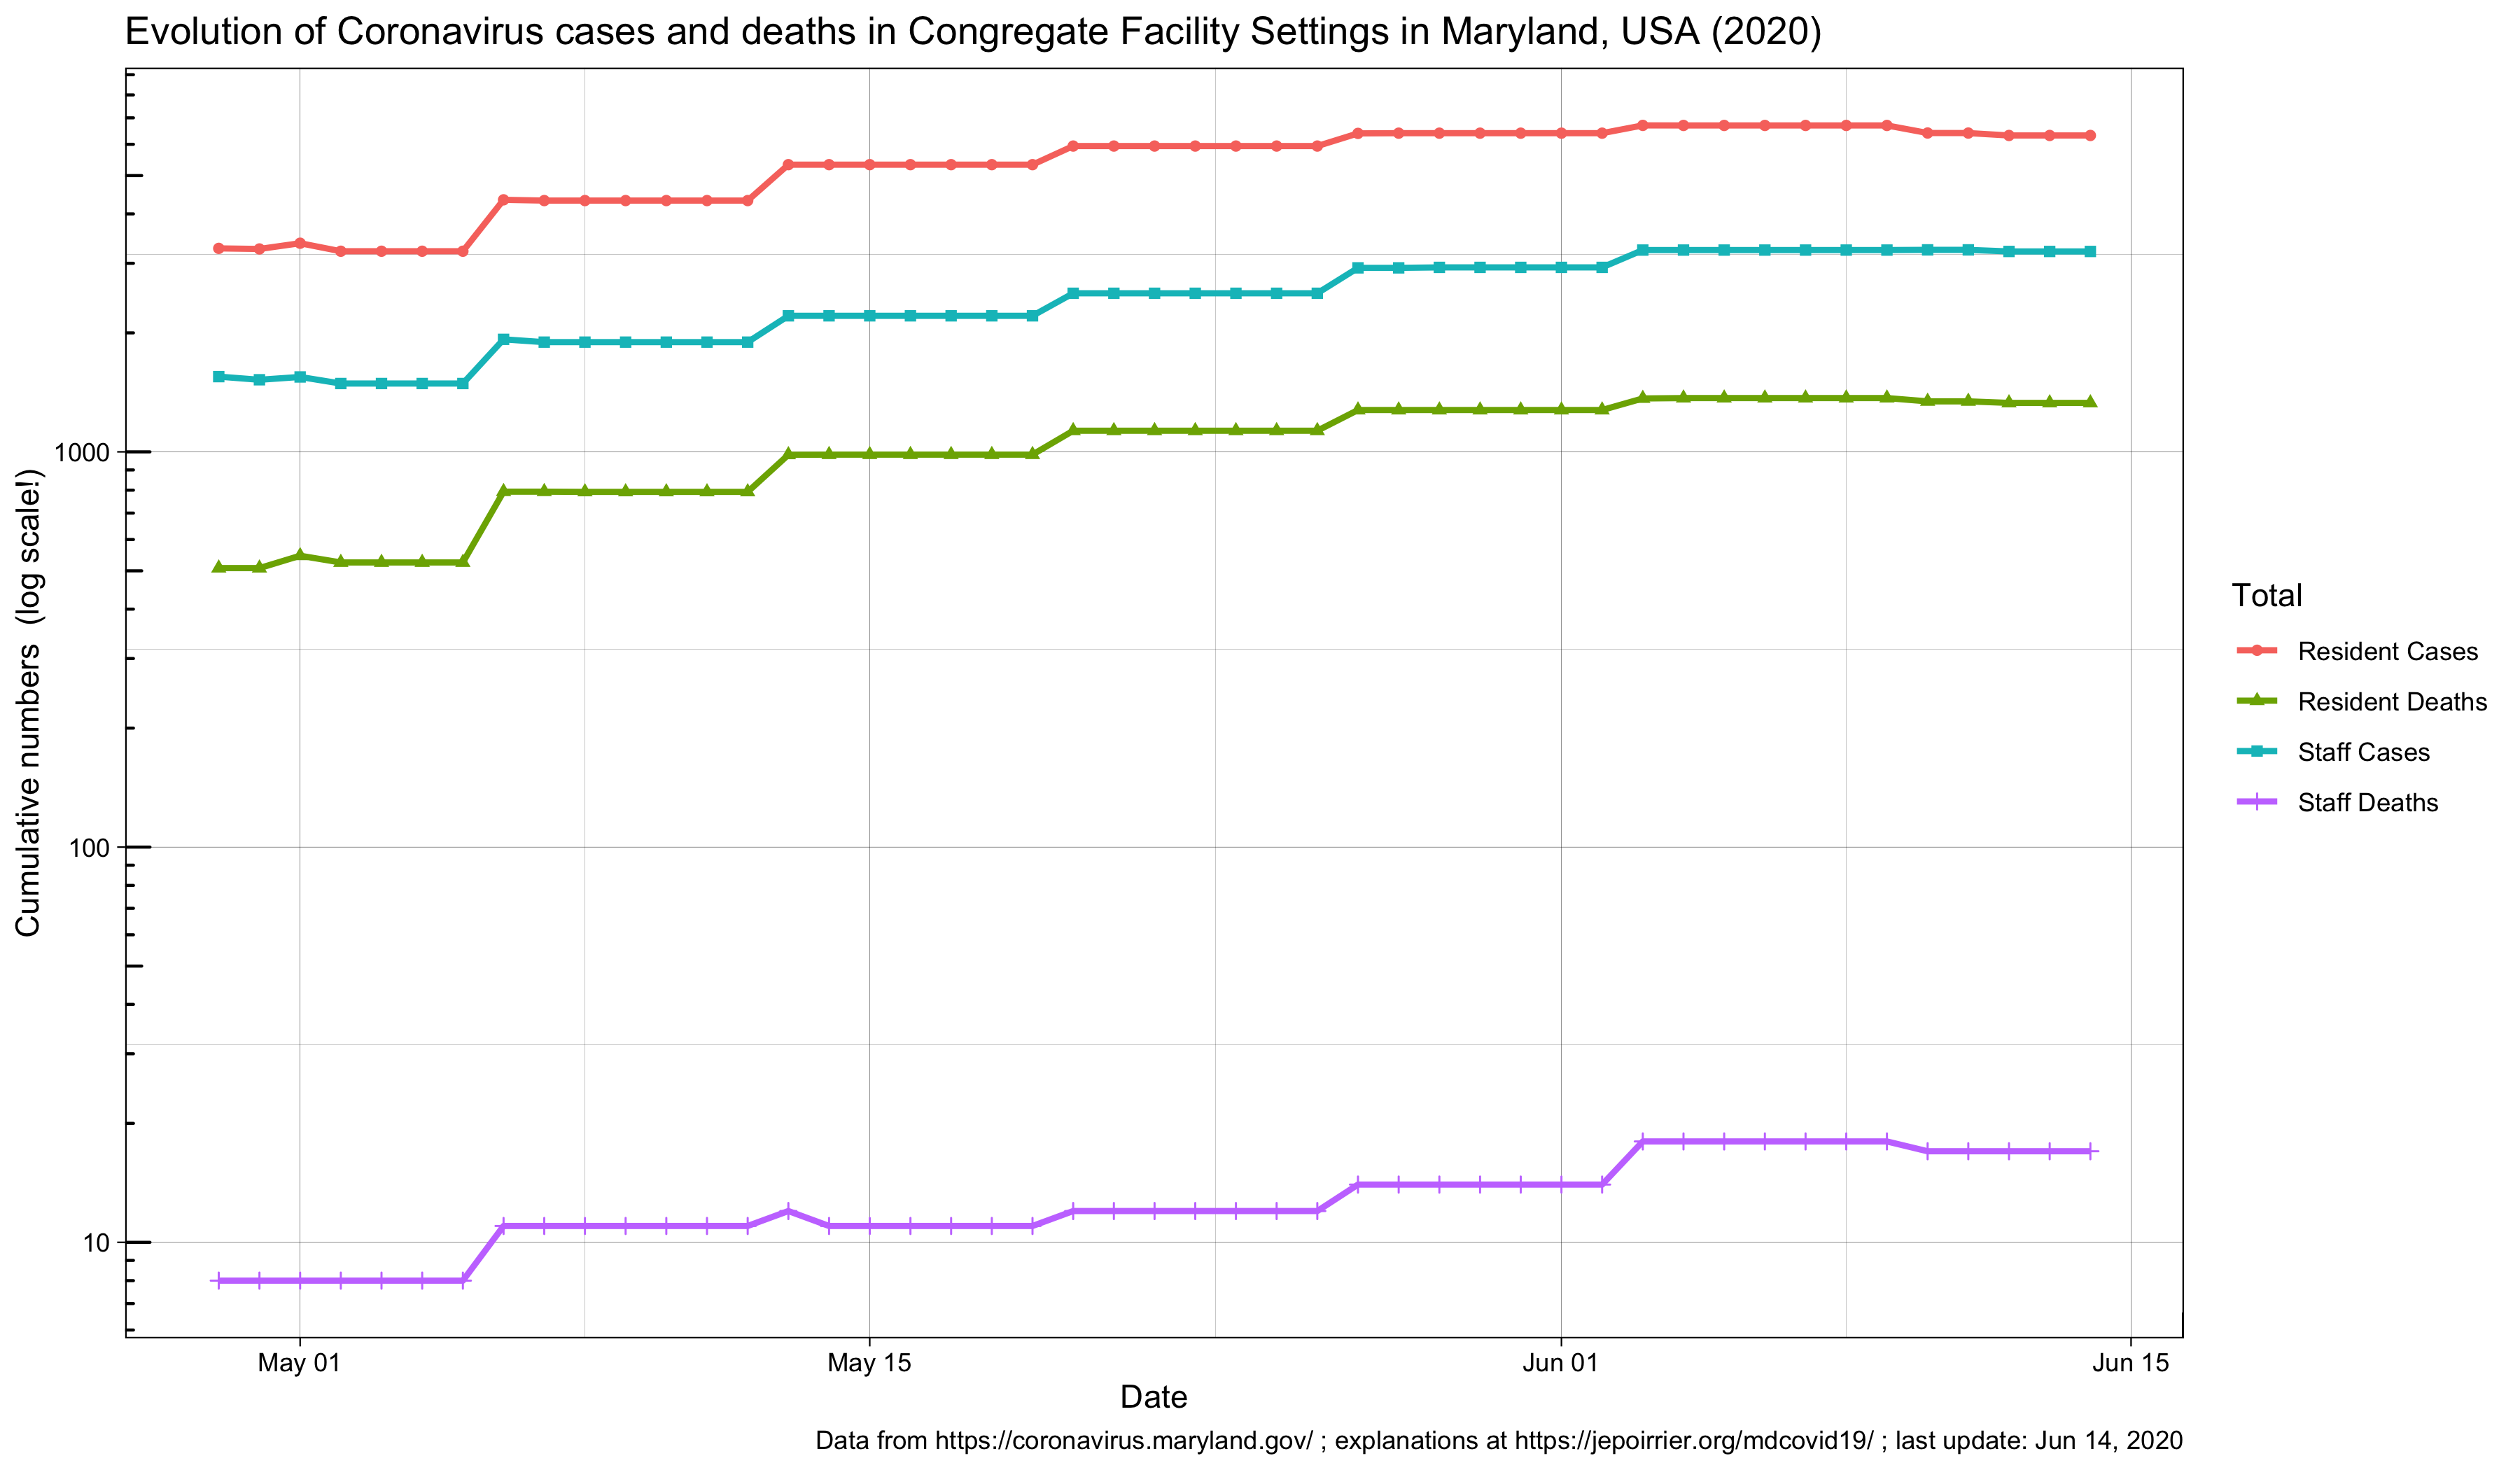 Evolution of Coronavirus cases and deaths in Congregate Facility Settings in Maryland, USA (2020)
Cumulative numbers  (log scale!)
1000
100
10
May 01
May 15
Jun 01
Jun 15
Date
Total
Resident Cases
Resident Deaths
Staff Cases
Staff Deaths
Data from https://coronavirus.maryland.gov/ ; explanations at https://jepoirrier.org/mdcovid19/ ; last update: Jun 14, 2020